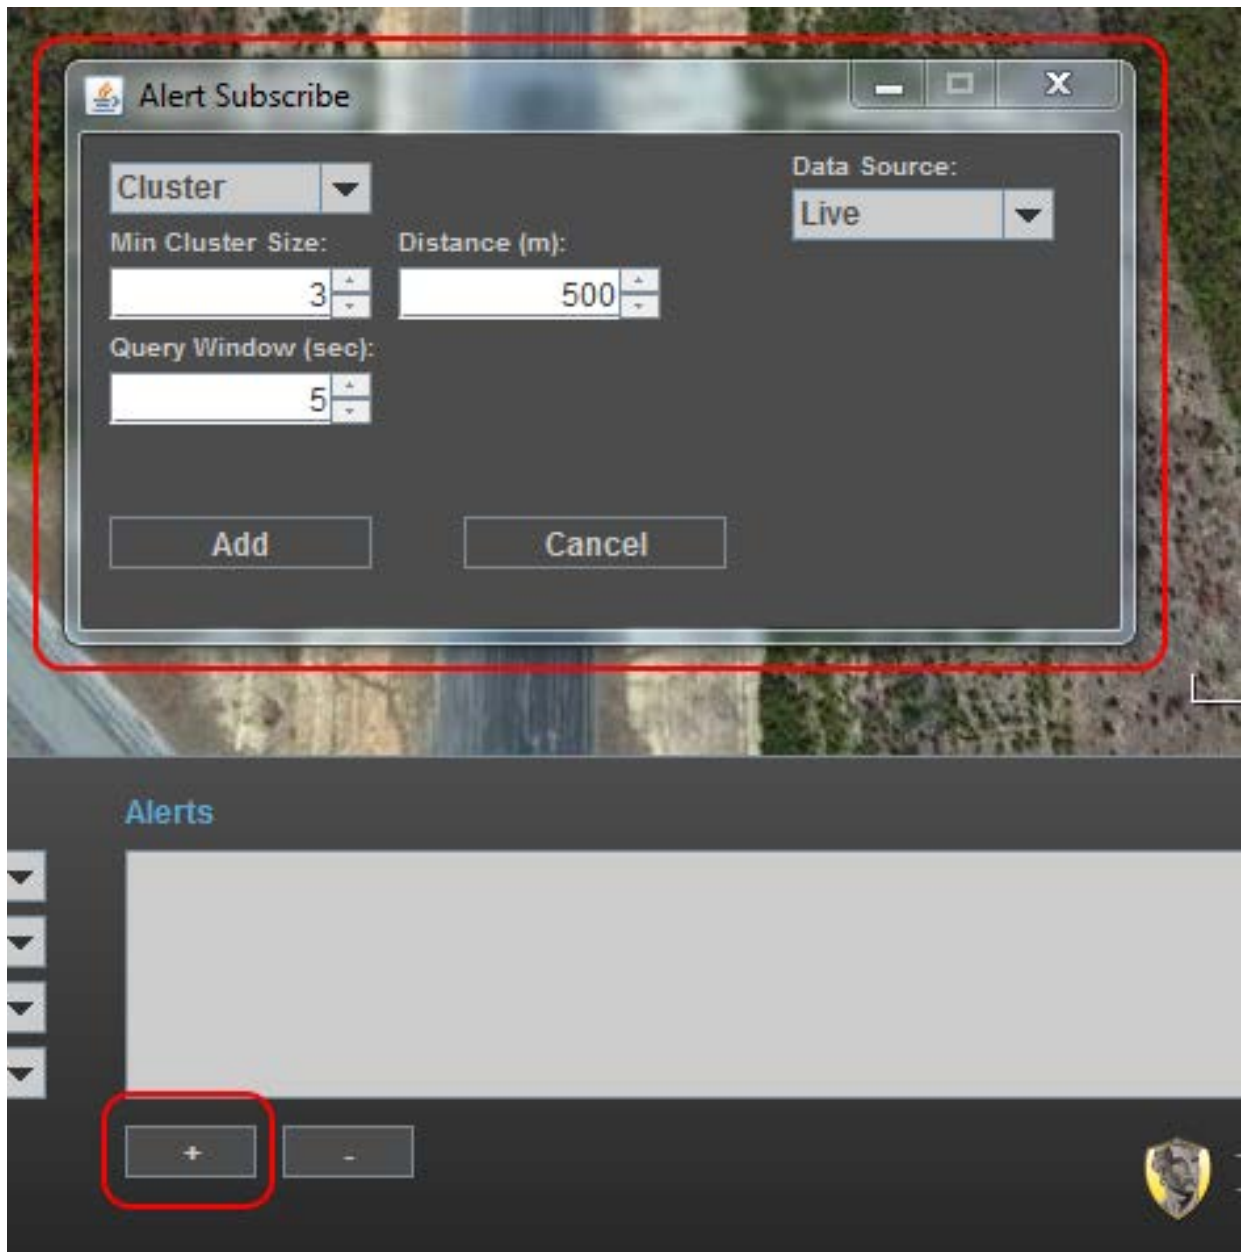 Alert Subscribe
Cluster
Data Source:
Live
Min Cluster Size: Distance (m):
3 500
Query Window (sec):
5
Add Cancel
Alerts
+ -